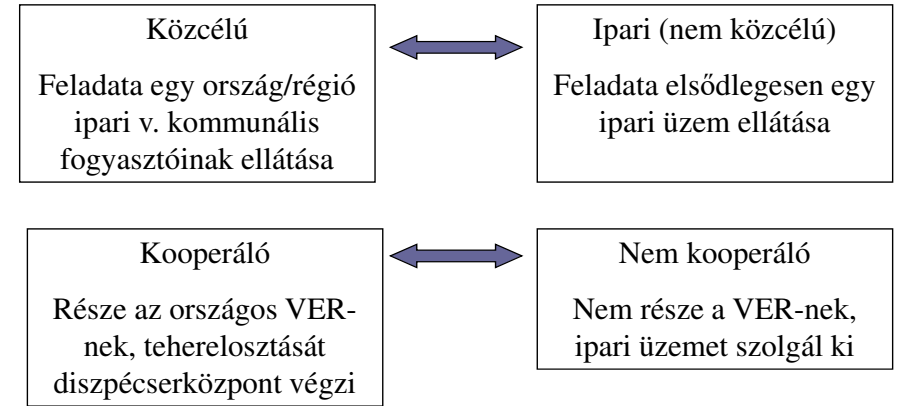 Közcélú
Feladata egy ország/régió
ipari v. kommunális
fogyasztóinak ellátása
Ipari (nem közcélú)
Feladata elsődlegesen egy
ipari üzem ellátása
Kooperáló
Része az országos VER-
nek, teherelosztását
diszpécserközpont végzi
Nem kooperáló
Nem része a VER-nek,
ipari üzemet szolgál ki